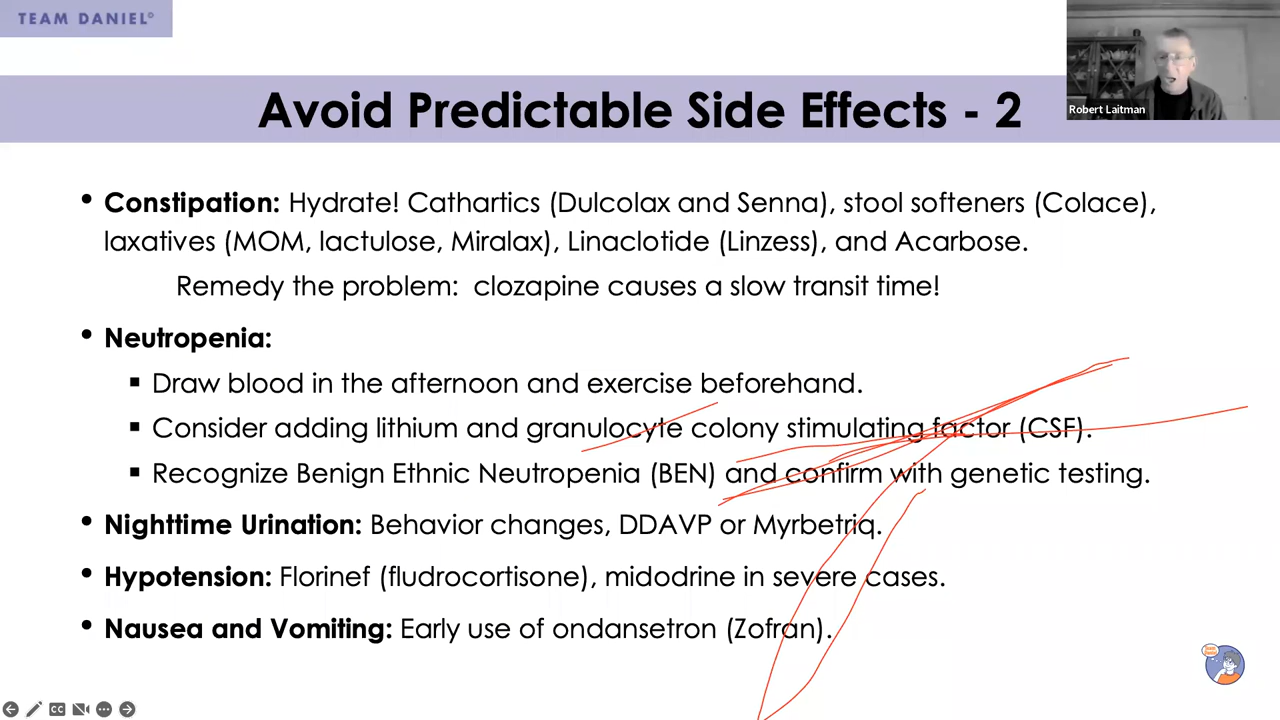 TEAM DANIEL©
Robert Laitman
Avoid Predictable Side Effects - 2
• Constipation: Hydrate! Cathartics (Dulcolax and Senna), stool softeners (Colace),
laxatives (MOM, lactulose, Miralax), Linaclotide (Linzess), and Acarbose.
Remedy the problem: clozapine causes a slow transit time!
• Neutropenia:
▪ Draw blood in the afternoon and exercise beforehand.
▪ Consider adding lithium and granulocyte colony stimulating factor (CSF).
▪ Recognize Benign Ethnic Neutropenia (BEN) and confirm with genetic testing.
• Nighttime Urination: Behavior changes, DDAVP or Myrbetriq.
• Hypotension: Florinef (fludrocortisone), midodrine in severe cases.
• Nausea and Vomiting: Early use of ondansetron (Zofran).
CC